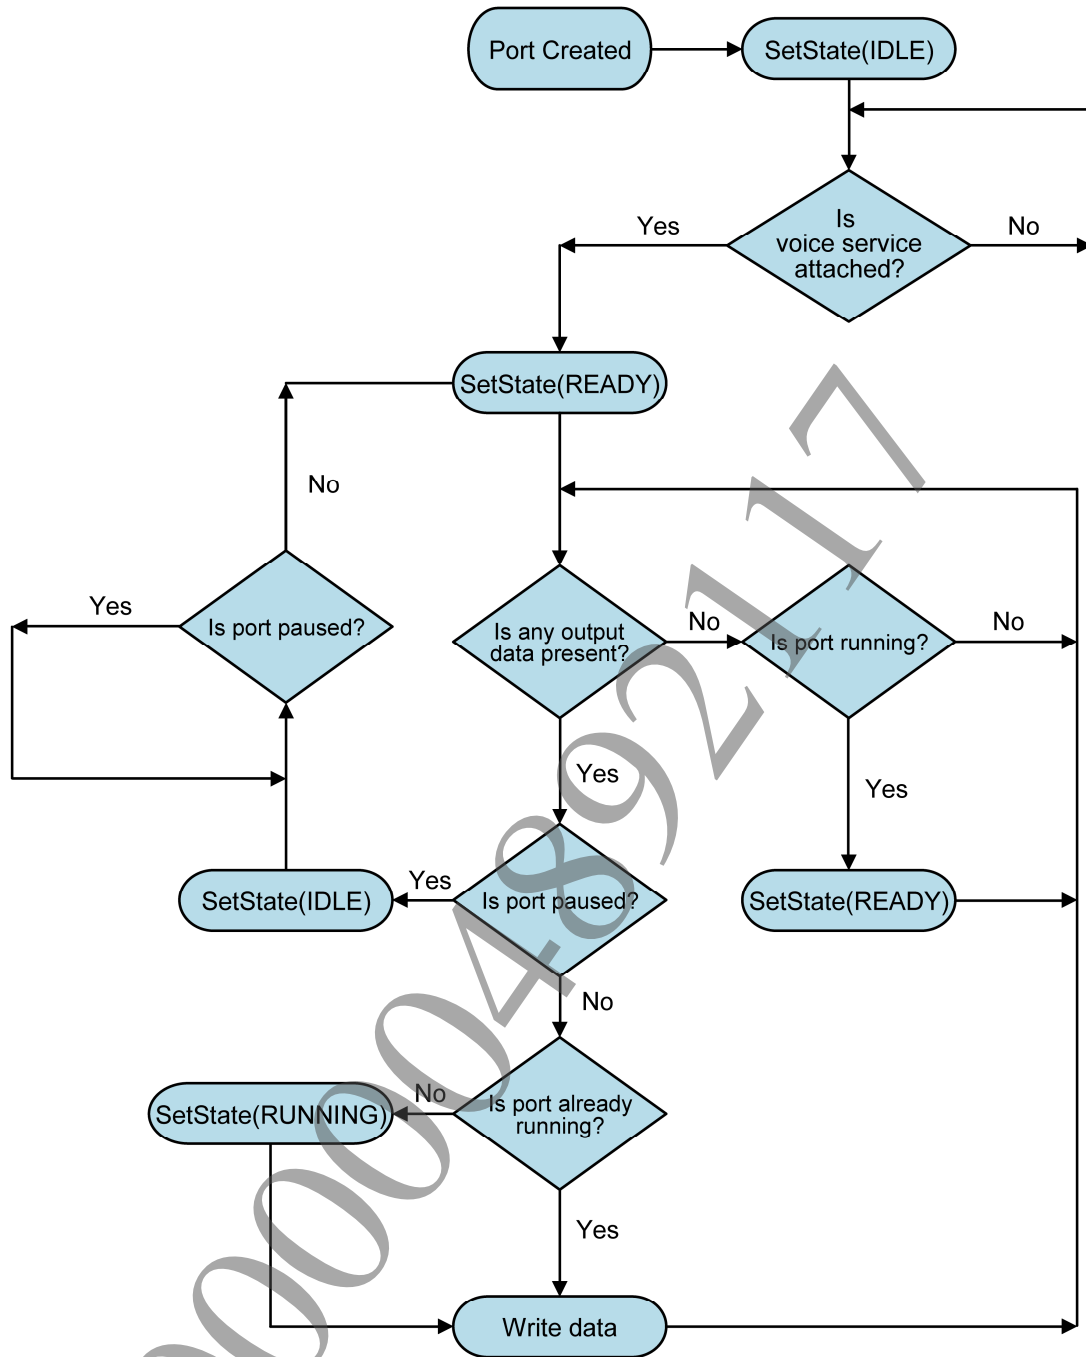 Port Created
SetState(IDLE)
Is
voice service
attached?
Yes
No
SetState(READY)
No
Is port paused?
Yes
Is any output
data present?
No
Is port running?
No
Yes
Yes
SetState(READY)
Is port paused?
Yes
SetState(IDLE)
No
Is port already
running?
No
SetState(RUNNING)
Yes
Write data